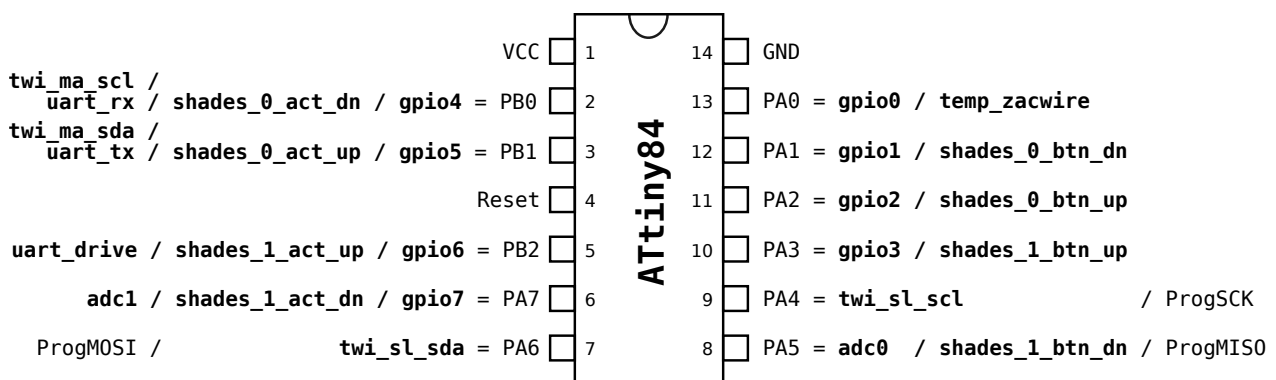 VCC 1 14 GND
twi_ma_scl /
uart_rx / shades_0_act_dn / gpio4 = PB0 2 13 PA0 = gpio0 / temp_zacwire
twi_ma_sda /
uart_tx / shades_0_act_up / gpio5 = PB1 3 12 PA1 = gpio1 / shades_0_btn_dn
Reset 4 11 PA2 = gpio2 / shades_0_btn_up
uart_drive / shades_1_act_up / gpio6 = PB2 5 10 PA3 = gpio3 / shades_1_btn_up
adc1 / shades_1_act_dn / gpio7 = PA7 6 9 PA4 = twi_sl_scl / ProgSCK
ProgMOSI / twi_sl_sda = PA6 7 8 PA5 = adc0 / shades_1_btn_dn / ProgMISO
ATtiny84